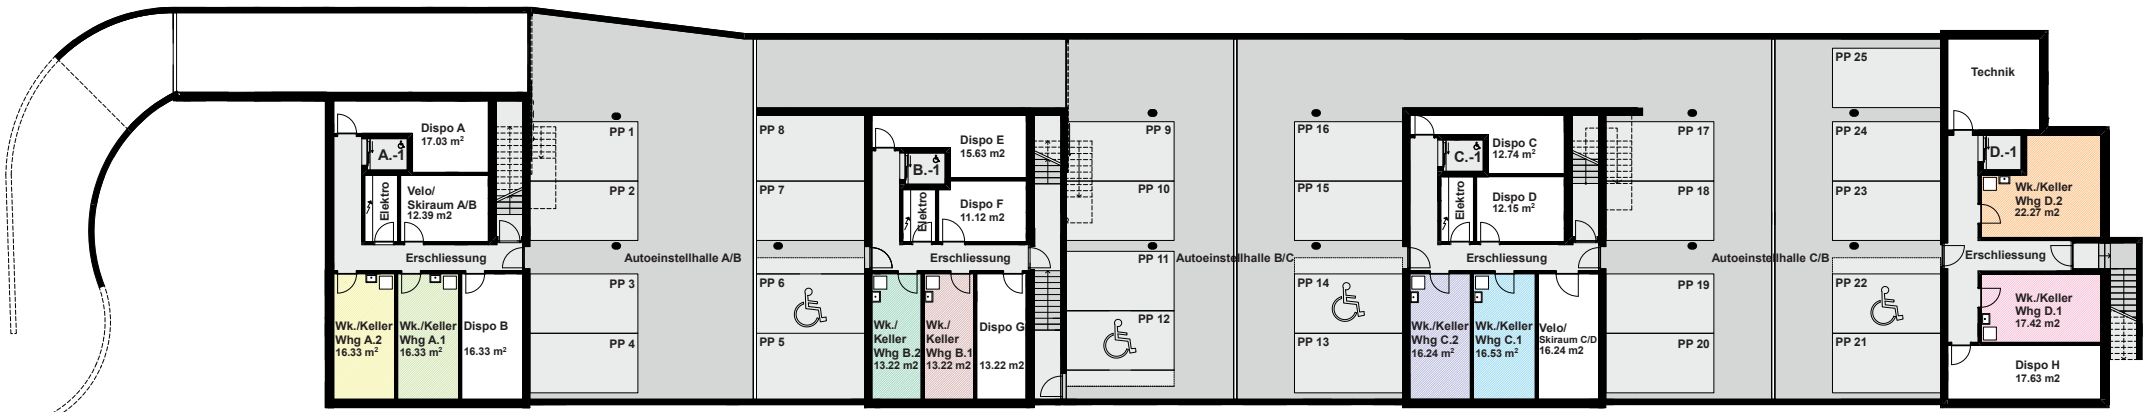 Dispo A
17.03 m²
A.-1
Elektro
Velo/
Skiraum A/B
12.39 m2
Erschliessung
Wk./Keller
Whg A.2
16.33 m²
Wk./Keller
Whg A.1
16.33 m²
Dispo B
16.33 m²
PP 1
PP 2
PP 3
PP 4
Autoeinstellhalle A/B
PP 8
PP 7
PP 6
PP 5
Dispo E
15.63 m2
B.-1
Elektro
Dispo F
11.12 m2
Erschliessung
Wk./
Keller
Whg B.2
13.22 m2
Wk./
Keller
Whg B.1
13.22 m2
Dispo G
13.22 m2
PP 9
PP 10
PP 11
PP 12
Autoeinstellhalle B/C
PP 16
PP 15
PP 14
PP 13
Dispo C
12.74 m²
C.-1
Elektro
Dispo D
12.15 m²
Erschliessung
Wk./Keller
Whg C.2
16.24 m²
Wk./Keller
Whg C.1
16.53 m²
Velo/
Skiraum C/D
16.24 m2
PP 17
PP 18
PP 19
PP 20
Autoeinstellhalle C/B
PP 25
PP 24
PP 23
PP 22
PP 21
Technik
D.-1
Wk./Keller
Whg D.2
22.27 m2
Erschliessung
Wk./Keller
Whg D.1
17.42 m2
Dispo H
17.63 m2